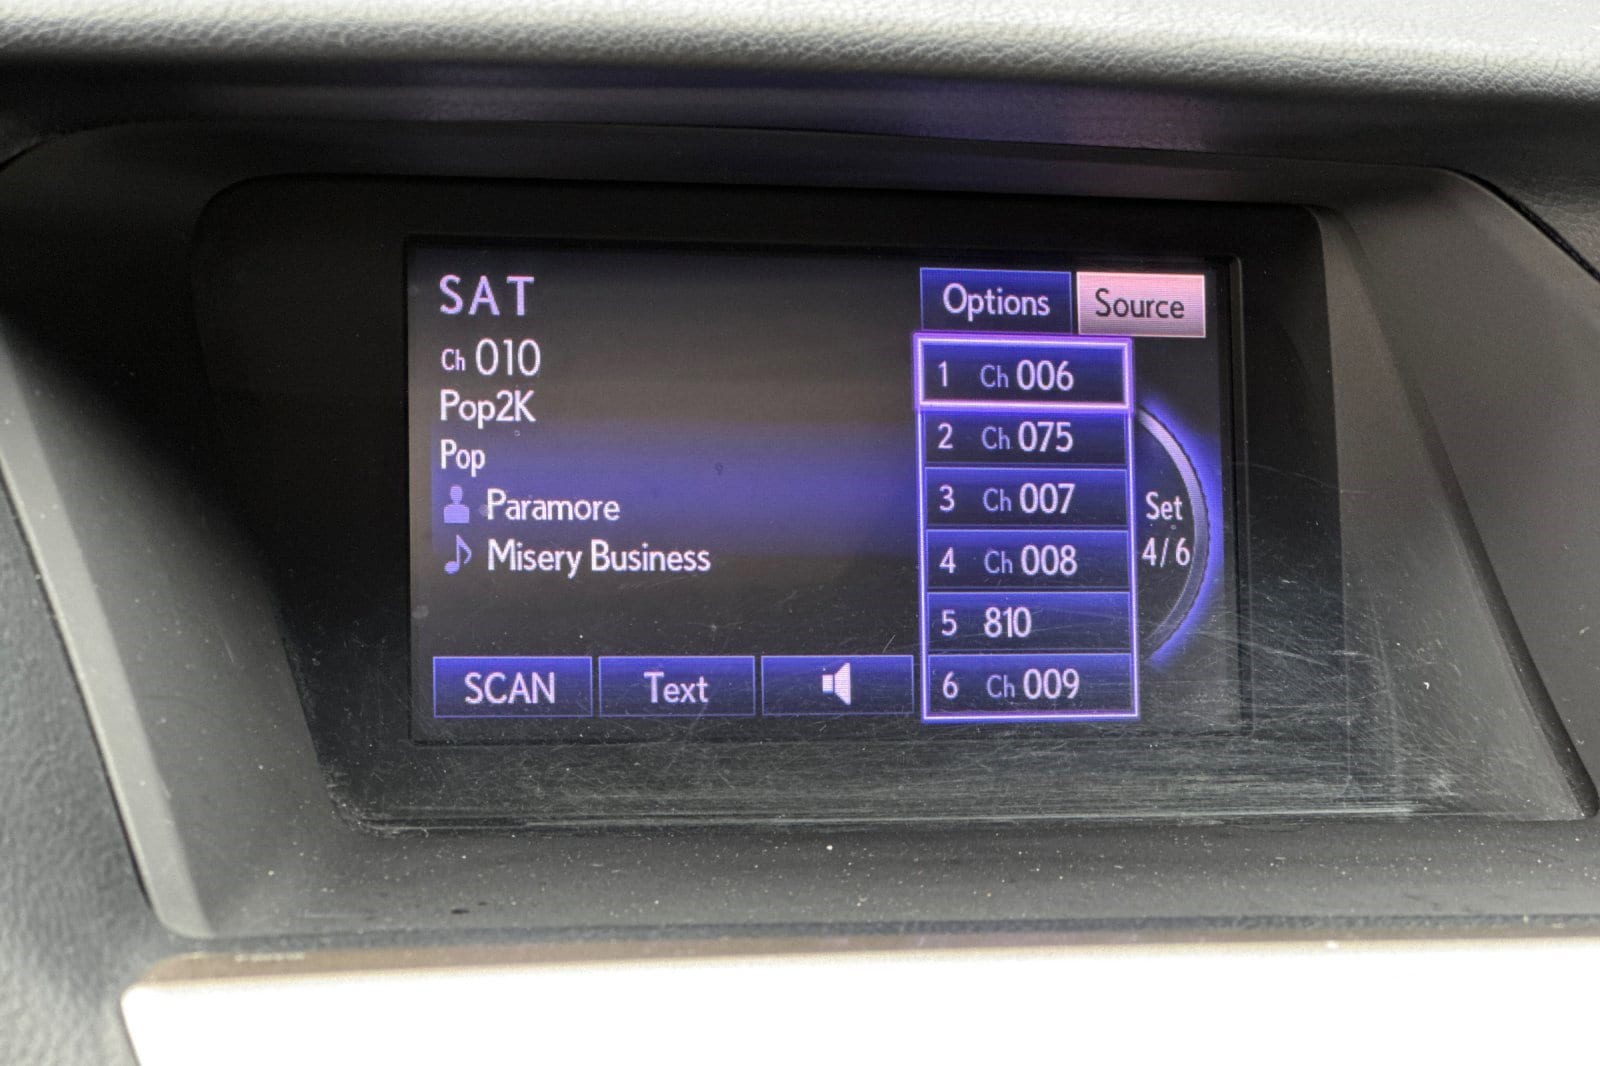 SAT
Ch 010
Pop2K
Pop
Paramore
Misery Business
SCAN
Text
Options
Source
1 Ch 006
2 Ch 075
3 Ch 007
4 Ch 008
5 810
6 Ch 009
Set
4/6